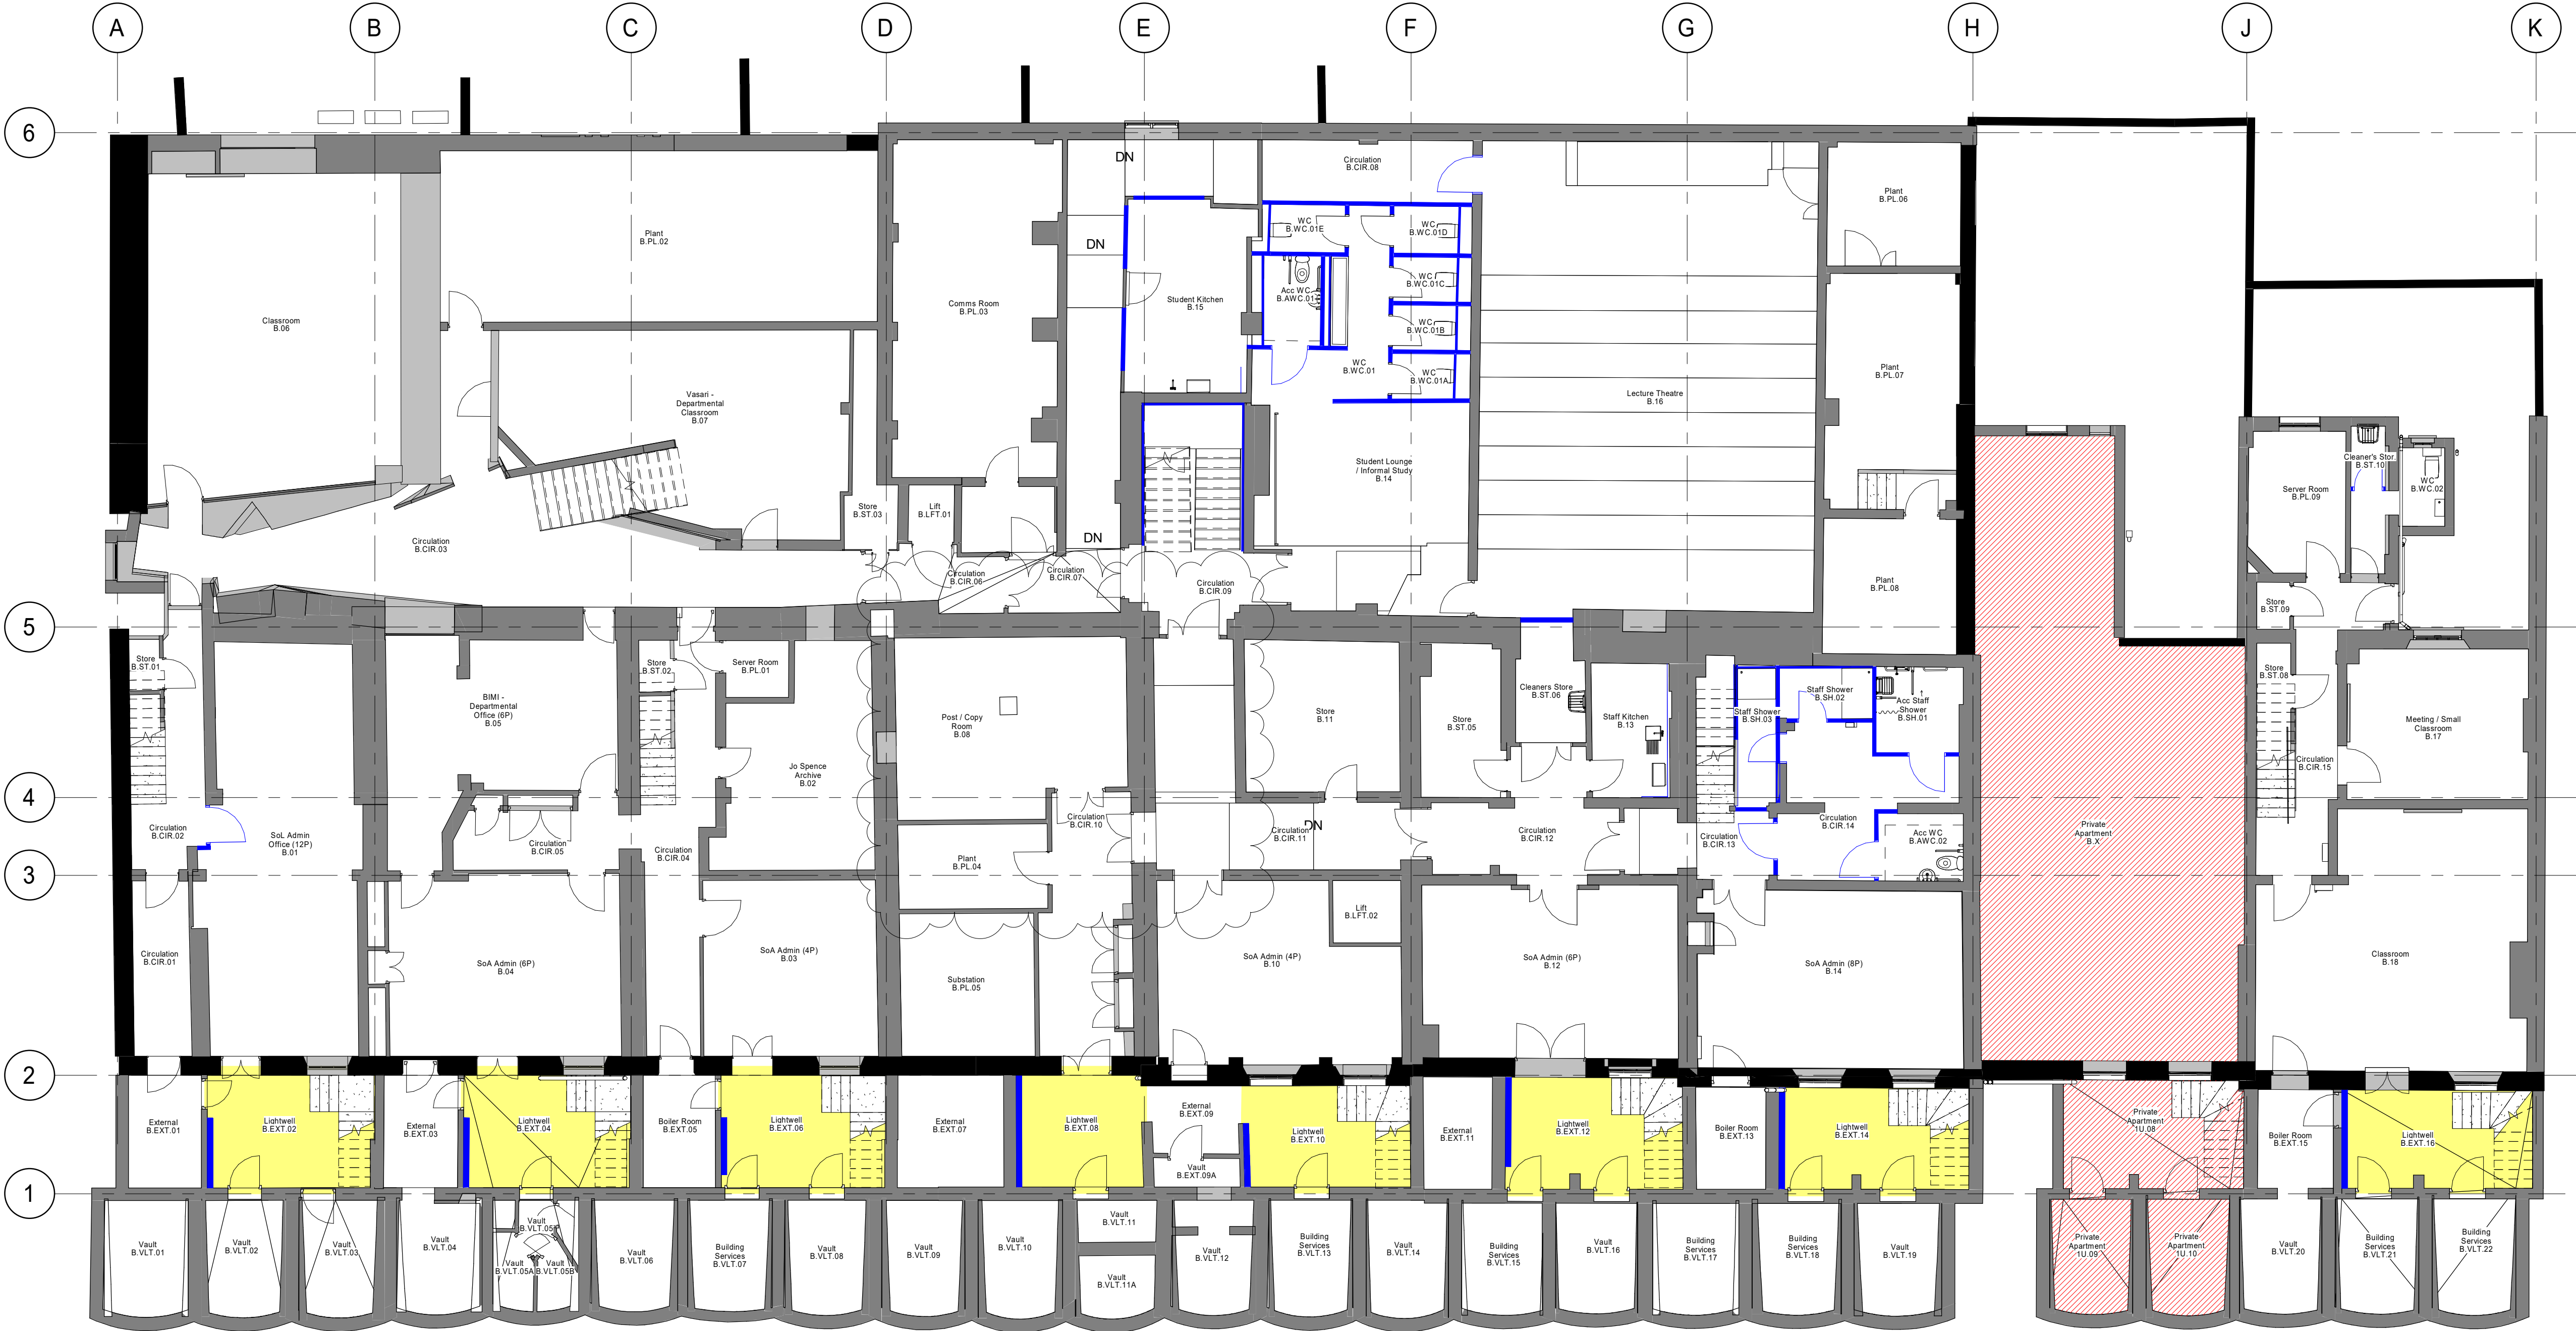 A
B
C
D
E
F
G
H
J
K
6
5
4
3
2
1
DN
Circulation
B.CIR.08
Plant
B.PL.06
WC
B.WC.01E
WC
B.WC.01D
Plant
B.PL.02
DN
Classroom
B.06
Comms Room
B.PL.03
Student Kitchen
B.15
Acc WC
B.AWC.01
WC
B.WC.01C
WC
B.WC.01B
WC
B.WC.01
WC
B.WC.01A
Plant
B.PL.07
Vasari -
Departmental
Classroom
B.07
Lecture Theatre
B.16
Student Lounge
/ Informal Study
B.14
Cleaner's Stor
B.ST.10
Server Room
B.PL.09
WC
B.WC.02
Store
B.ST.03
Lift
B.LFT.01
DN
Circulation
B.CIR.03
Circulation
B.CIR.06
Circulation
B.CIR.07
Circulation
B.CIR.09
Plant
B.PL.08
Store
B.ST.09
Store
B.ST.01
Store
B.ST.02
Server Room
B.PL.01
BIMI -
Departmental
Office (6P)
B.05
Post / Copy
Room
B.08
Store
B.11
Store
B.ST.05
Cleaners Store
B.ST.06
Staff Kitchen
B.13
Staff Shower
B.SH.03
Staff Shower
B.SH.02
Acc Staff
Shower
B.SH.01
Store
B.ST.08
Meeting / Small
Classroom
B.17
Circulation
B.CIR.15
Jo Spence
Archive
B.02
Circulation
B.CIR.02
SoL Admin
Office (12P)
B.01
Circulation
B.CIR.05
Circulation
B.CIR.04
Plant
B.PL.04
Circulation
B.CIR.10
DN
Circulation
B.CIR.11
Circulation
B.CIR.12
Circulation
B.CIR.13
Circulation
B.CIR.14
Acc WC
B.AWC.02
Private
Apartment
B.X
Circulation
B.CIR.01
SoA Admin (6P)
B.04
SoA Admin (4P)
B.03
Substation
B.PL.05
SoA Admin (4P)
B.10
Lift
B.LFT.02
SoA Admin (6P)
B.12
SoA Admin (8P)
B.14
Classroom
B.18
External
B.EXT.01
Lightwell
B.EXT.02
External
B.EXT.03
Lightwell
B.EXT.04
Boiler Room
B.EXT.05
Lightwell
B.EXT.06
External
B.EXT.07
Lightwell
B.EXT.08
External
B.EXT.09
Vault
B.EXT.09A
Lightwell
B.EXT.10
External
B.EXT.11
Lightwell
B.EXT.12
Boiler Room
B.EXT.13
Lightwell
B.EXT.14
Private
Apartment
1U.08
Boiler Room
B.EXT.15
Lightwell
B.EXT.16
Vault
B.VLT.01
Vault
B.VLT.02
Vault
B.VLT.03
Vault
B.VLT.04
Vault
B.VLT.05
Vault
B.VLT.05A
Vault
B.VLT.05B
Vault
B.VLT.06
Building
Services
B.VLT.07
Vault
B.VLT.08
Vault
B.VLT.09
Vault
B.VLT.10
Vault
B.VLT.11
Vault
B.VLT.11A
Vault
B.VLT.12
Building
Services
B.VLT.13
Vault
B.VLT.14
Building
Services
B.VLT.15
Vault
B.VLT.16
Building
Services
B.VLT.17
Building
Services
B.VLT.18
Vault
B.VLT.19
Private
Apartment
1U.09
Private
Apartment
1U.10
Vault
B.VLT.20
Building
Services
B.VLT.21
Building
Services
B.VLT.22